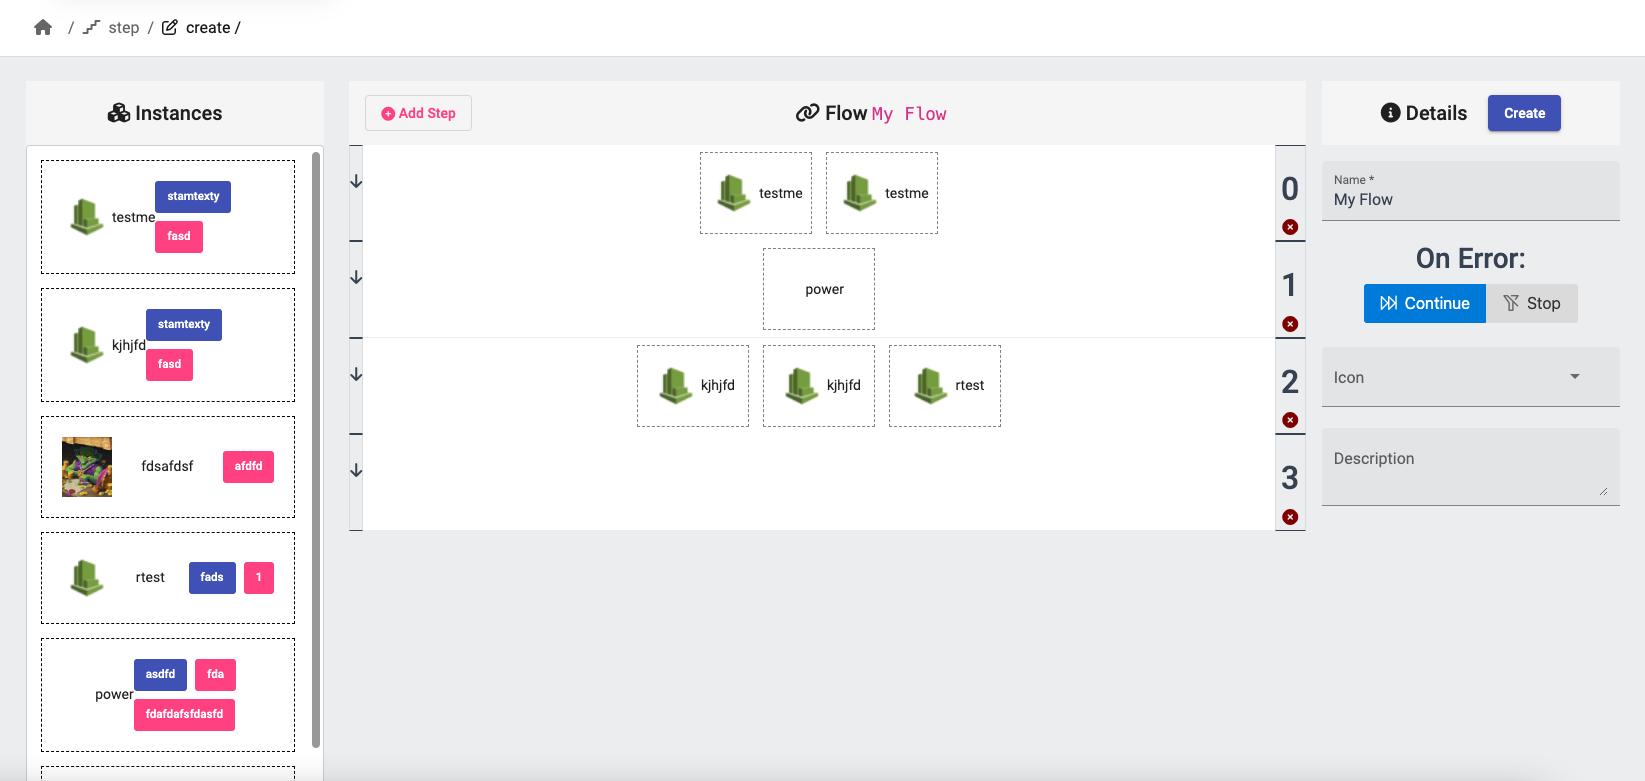 / step / create /
Instances
testme
stamtexty
fasd
kjhjfd
stamtexty
fasd
fdsafdsf
afdfd
rtest
fads
1
power
asdfd
fda
fdafdafsfdasfd
Add Step
Flow My Flow
testme
testme
0
power
1
kjhjfd
kjhjfd
rtest
2
3
Details
Create
Name *
My Flow
On Error:
Continue
Stop
Icon
Description